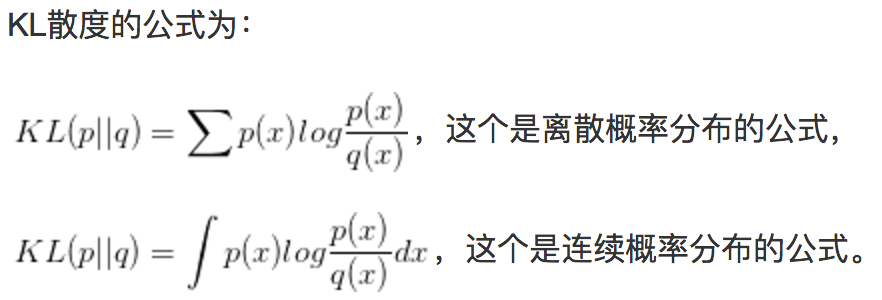 KL散度的公式为：
KL(p||q) = ∑ p(x)log p(x)/q(x)，这个是离散概率分布的公式，
KL(p||q) = ∫ p(x)log p(x)/q(x) dx，这个是连续概率分布的公式。